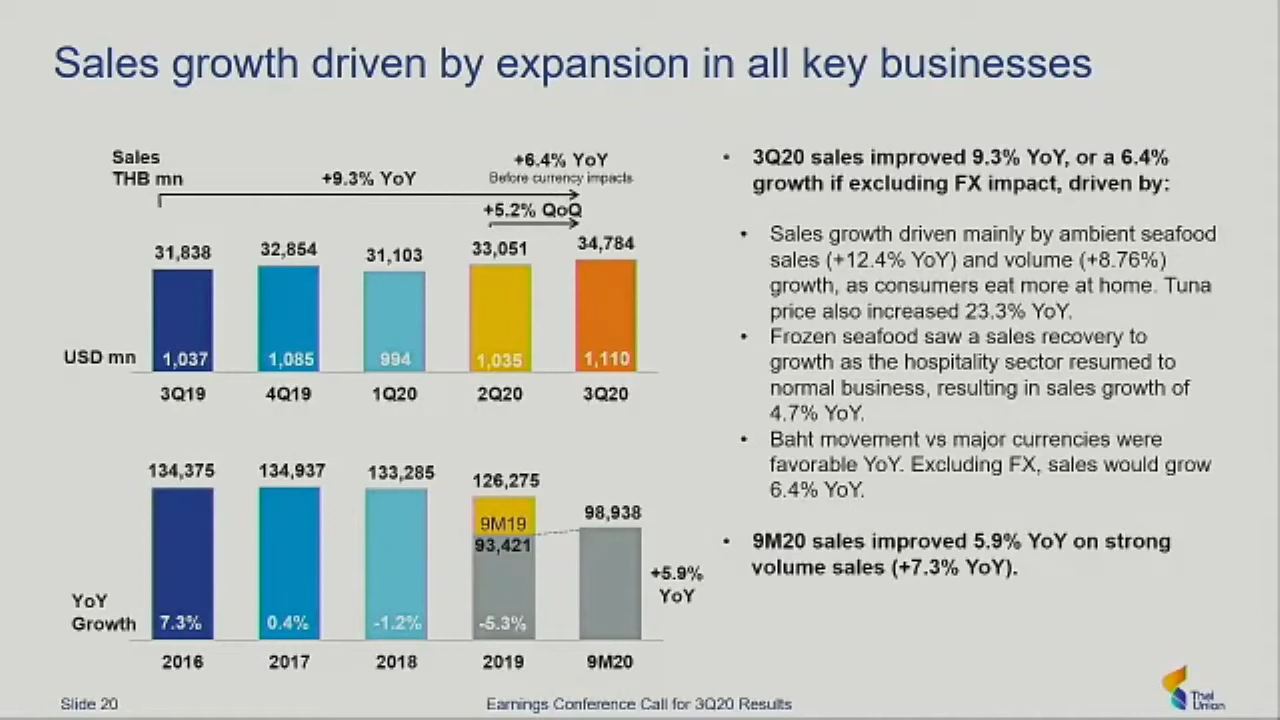 Sales growth driven by expansion in all key businesses
Sales
THB mn
+9.3% YoY
+6.4% YoY
Before currency impacts
+5.2% QoQ
31,838
32,854
31,103
33,051
34,784
USD mn
1,037
1,085
994
1,035
1,110
3Q19
4Q19
1Q20
2Q20
3Q20
134,375
134,937
133,285
126,275
98,938
9M19
93,421
+5.9%
YoY
YoY
Growth
7.3%
0.4%
-1.2%
-5.3%
2016
2017
2018
2019
9M20
• 3Q20 sales improved 9.3% YoY, or a 6.4%
growth if excluding FX impact, driven by:
• Sales growth driven mainly by ambient seafood
sales (+12.4% YoY) and volume (+8.76%)
growth, as consumers eat more at home. Tuna
price also increased 23.3% YoY.
• Frozen seafood saw a sales recovery to
growth as the hospitality sector resumed to
normal business, resulting in sales growth of
4.7% YoY.
• Baht movement vs major currencies were
favorable YoY. Excluding FX, sales would grow
6.4% YoY.
• 9M20 sales improved 5.9% YoY on strong
volume sales (+7.3% YoY).
Slide 20
Earnings Conference Call for 3Q20 Results
Thai
Union